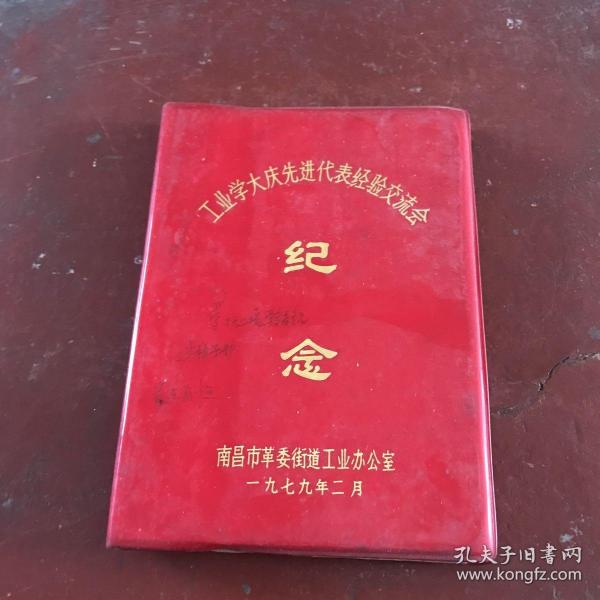 工业学大庆先进代表经验交流会
纪
念
南昌市革委街道工业办公室
一九七九年二月
孔夫子旧书网
www.kongfz.com